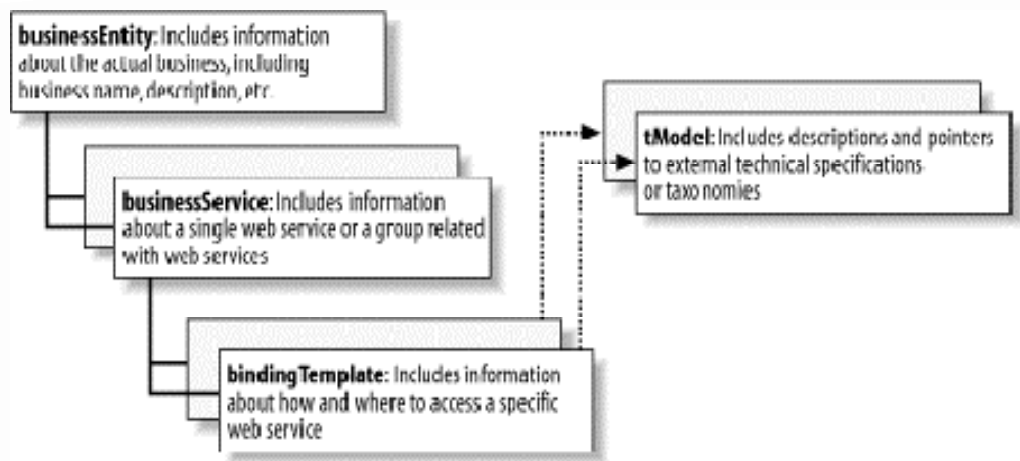 businessEntity: Includes information
about the actual business, including
business name, description, etc.
tModel: Includes descriptions and pointers
to external technical specifications
or taxonomies
businessService: Includes information
about a single web service or a group related
with web services
bindingTemplate: Includes information
about how and where to access a specific
web service